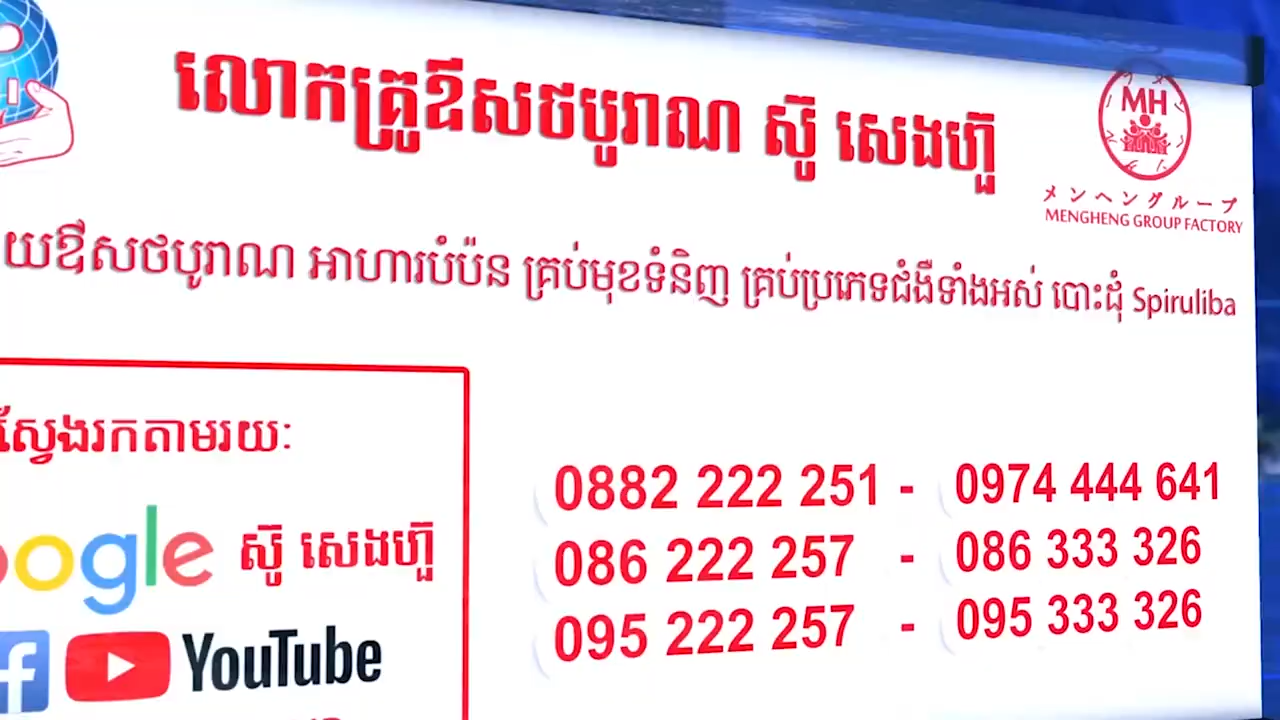 លោកគ្រូឱីសថបូរាណ ស៊ូ សេងហ៊ួ
MH
メンヘングループ
MENGHENG GROUP FACTORY
យឱីសថបូរាណ អាហារបំប៉ន គ្រប់មុខទំនិញ គ្រប់ប្រភេទជំងឺទាំងអស់ បោះដុំ Spiruliba
ស្វែងរកតាមរយៈ
oogle ស៊ូ សេងហ៊ួ
f YouTube
0882 222 251 - 0974 444 641
086 222 257 - 086 333 326
095 222 257 - 095 333 326